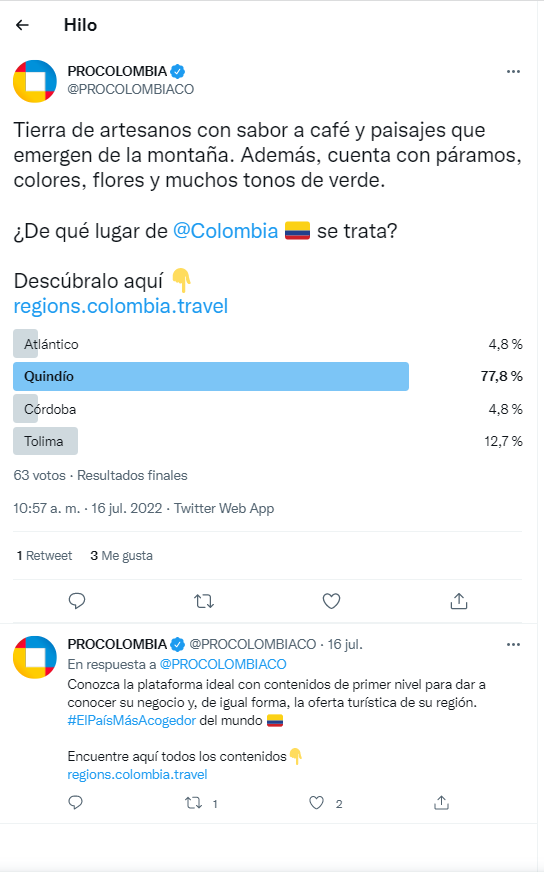 Hilo
PROCOLOMBIA
@PROCOLOMBIACO
Tierra de artesanos con sabor a café y paisajes que
emergen de la montaña. Además, cuenta con páramos,
colores, flores y muchos tonos de verde.
¿De qué lugar de @Colombia 🇨🇴 se trata?
Descúbralo aquí 👇
regions.colombia.travel
Atlántico 4,8 %
Quindío 77,8 %
Córdoba 4,8 %
Tolima 12,7 %
63 votos · Resultados finales
10:57 a. m. · 16 jul. 2022 · Twitter Web App
1 Retweet 3 Me gusta
PROCOLOMBIA @PROCOLOMBIACO · 16 jul.
En respuesta a @PROCOLOMBIACO
Conozca la plataforma ideal con contenidos de primer nivel para dar a
conocer su negocio y, de igual forma, la oferta turística de su región.
#ElPaísMásAcogedor del mundo 🇨🇴
Encuentre aquí todos los contenidos👇
regions.colombia.travel
1 2